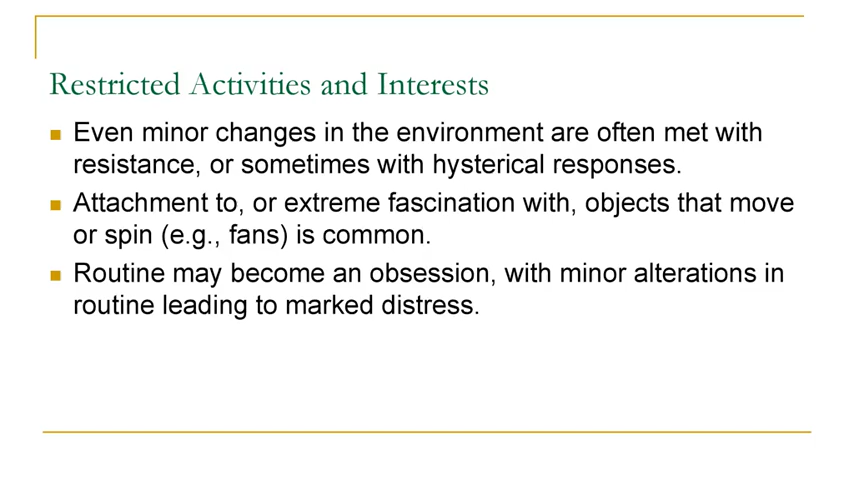 Restricted Activities and Interests
Even minor changes in the environment are often met with
resistance, or sometimes with hysterical responses.
Attachment to, or extreme fascination with, objects that move
or spin (e.g., fans) is common.
Routine may become an obsession, with minor alterations in
routine leading to marked distress.